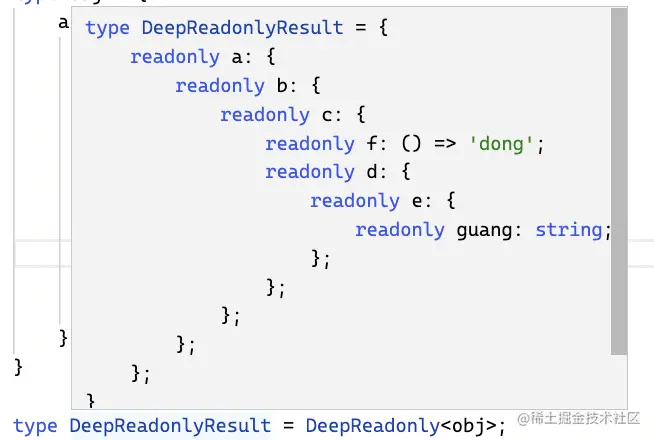 a
type DeepReadonlyResult = {
    readonly a: {
        readonly b: {
            readonly c: {
                readonly f: () => 'dong';
                readonly d: {
                    readonly e: {
                        readonly guang: string;
                    };
                };
            };
        };
    };
}
}
}
type DeepReadonlyResult = DeepReadonly<obj>;
@稀土掘金技术社区